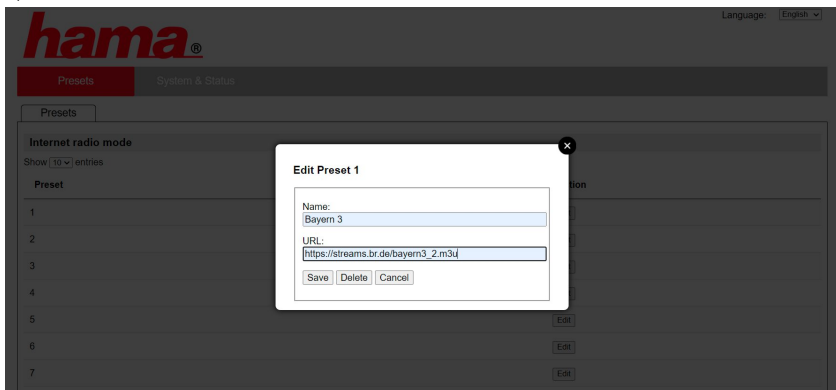 Language: English
hama®
Presets System & Status
Presets
Internet radio mode
Show 10 entries
Preset
1
2
3
4
5 Edit
6 Edit
7 Edit
Edit Preset 1
Name:
Bayern 3
URL:
https://streams.br.de/bayern3_2.m3u
Save Delete Cancel